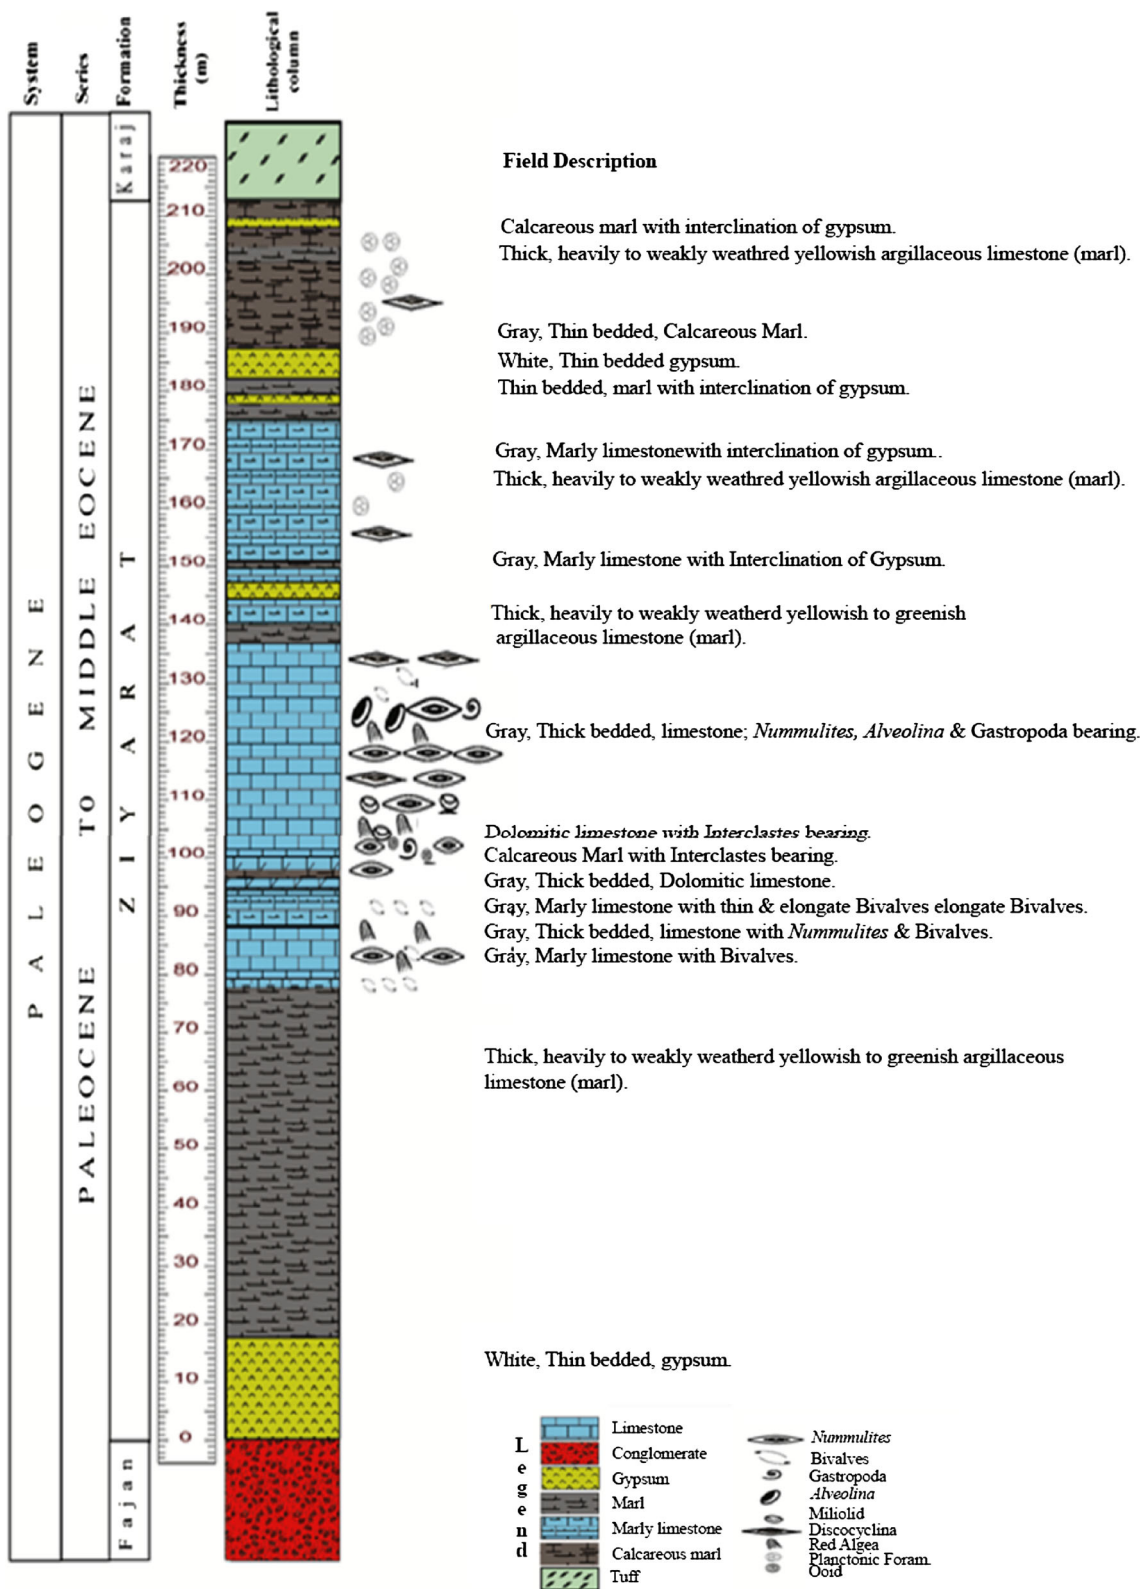 System
Series
Formation
Thickness (m)
Lithological column
PALEOGENE
PALEOCENE TO MIDDLE EOCENE
Karaj
ZIYARAT
Fajan
220
210
200
190
180
170
160
150
140
130
120
110
100
90
80
70
60
50
40
30
20
10
0
Field Description
Calcareous marl with interclination of gypsum.
Thick, heavily to weakly weathred yellowish argillaceous limestone (marl).
Gray, Thin bedded, Calcareous Marl.
White, Thin bedded gypsum.
Thin bedded, marl with interclination of gypsum.
Gray, Marly limestonewith interclination of gypsum..
Thick, heavily to weakly weathred yellowish argillaceous limestone (marl).
Gray, Marly limestone with Interclination of Gypsum.
Thick, heavily to weakly weatherd yellowish to greenish
argillaceous limestone (marl).
Gray, Thick bedded, limestone; Nummulites, Alveolina & Gastropoda bearing.
Dolomitic limestone with Interclastes bearing.
Calcareous Marl with Interclastes bearing.
Gray, Thick bedded, Dolomitic limestone.
Gray, Marly limestone with thin & elongate Bivalves elongate Bivalves.
Gray, Thick bedded, limestone with Nummulites & Bivalves.
Gray, Marly limestone with Bivalves.
Thick, heavily to weakly weatherd yellowish to greenish argillaceous
limestone (marl).
White, Thin bedded, gypsum.
Legend
Limestone
Conglomerate
Gypsum
Marl
Marly limestone
Calcareous marl
Tuff
Nummulites
Bivalves
Gastropoda
Alveolina
Miliolid
Discocyclina
Red Algea
Planctonic Foram.
Ooid